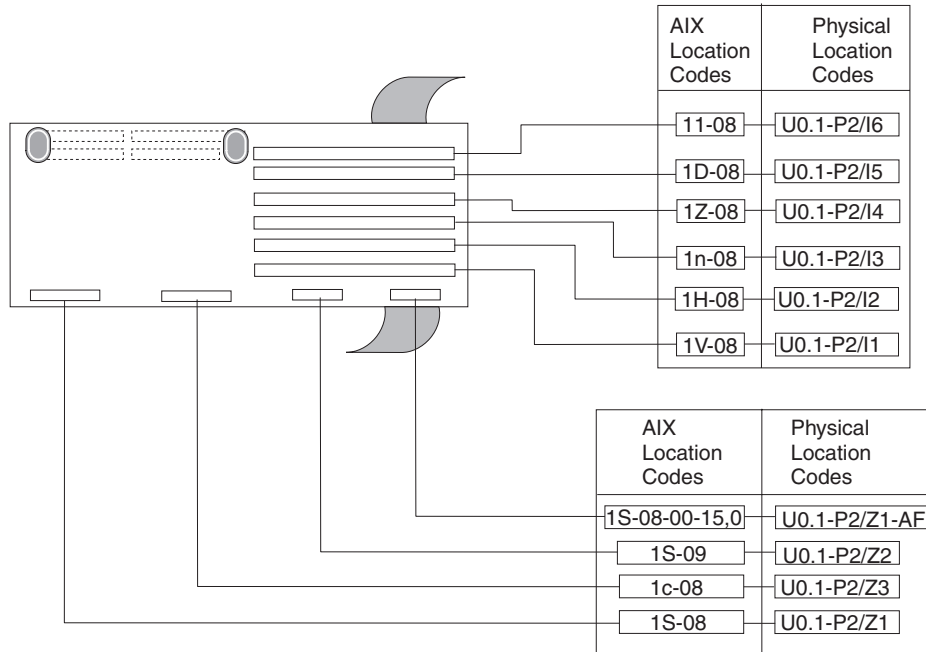 AIX Location Codes
Physical Location Codes
11-08 U0.1-P2/I6
1D-08 U0.1-P2/I5
1Z-08 U0.1-P2/I4
1n-08 U0.1-P2/I3
1H-08 U0.1-P2/I2
1V-08 U0.1-P2/I1
AIX Location Codes
Physical Location Codes
1S-08-00-15,0 U0.1-P2/Z1-AF
1S-09 U0.1-P2/Z2
1c-08 U0.1-P2/Z3
1S-08 U0.1-P2/Z1